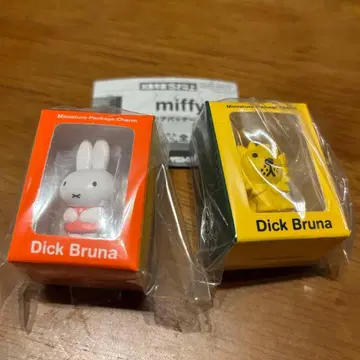 miffy
Miniature Package Charm
Dick Bruna
Miniature Package Charm
Dick Bruna